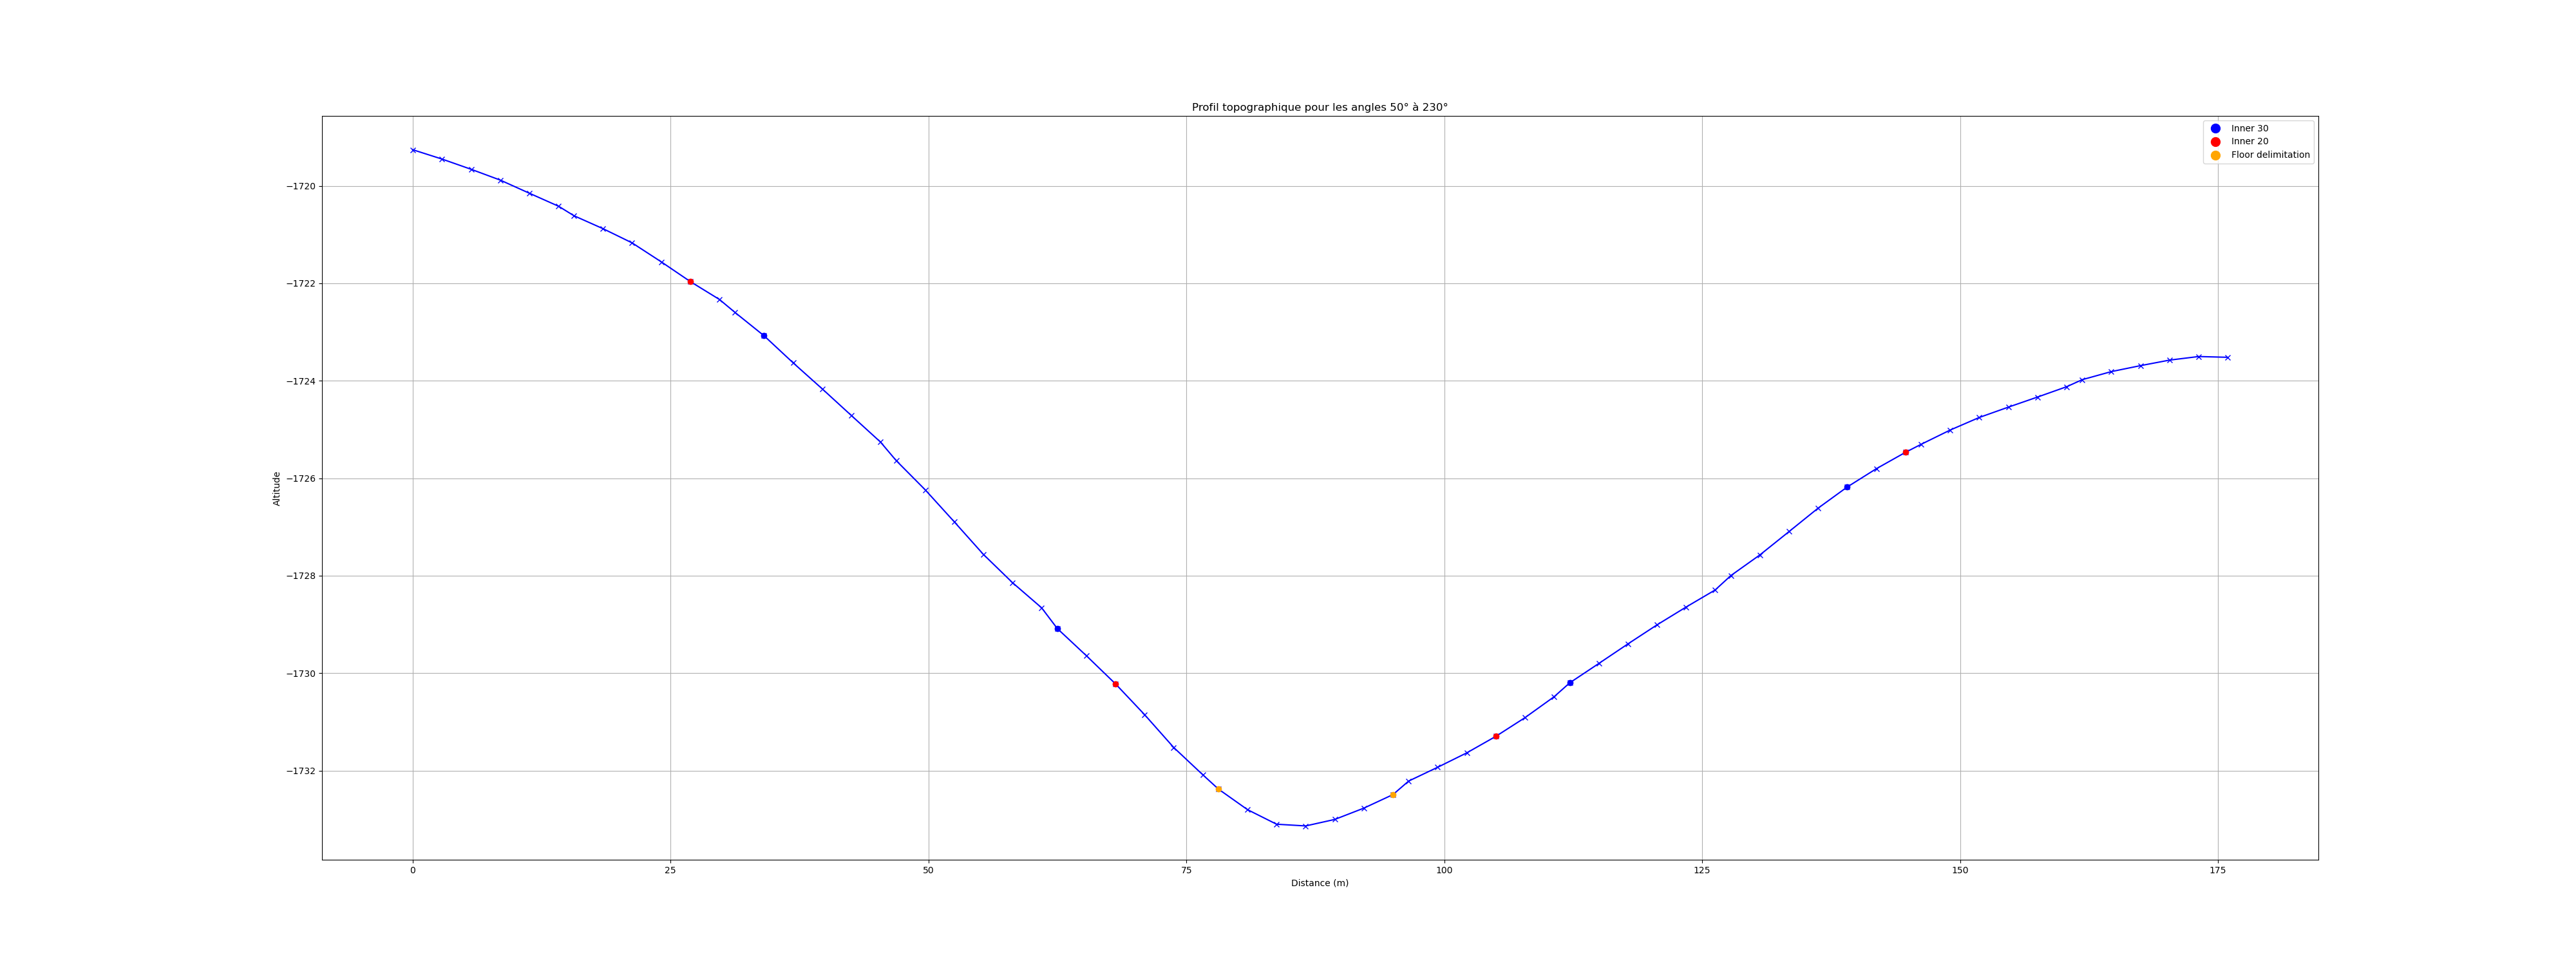 Profil topographique pour les angles 50° à 230°
Inner 30
Inner 20
Floor delimitation
−1720
−1722
−1724
−1726
−1728
−1730
−1732
Altitude
0 25 50 75 100 125 150 175
Distance (m)